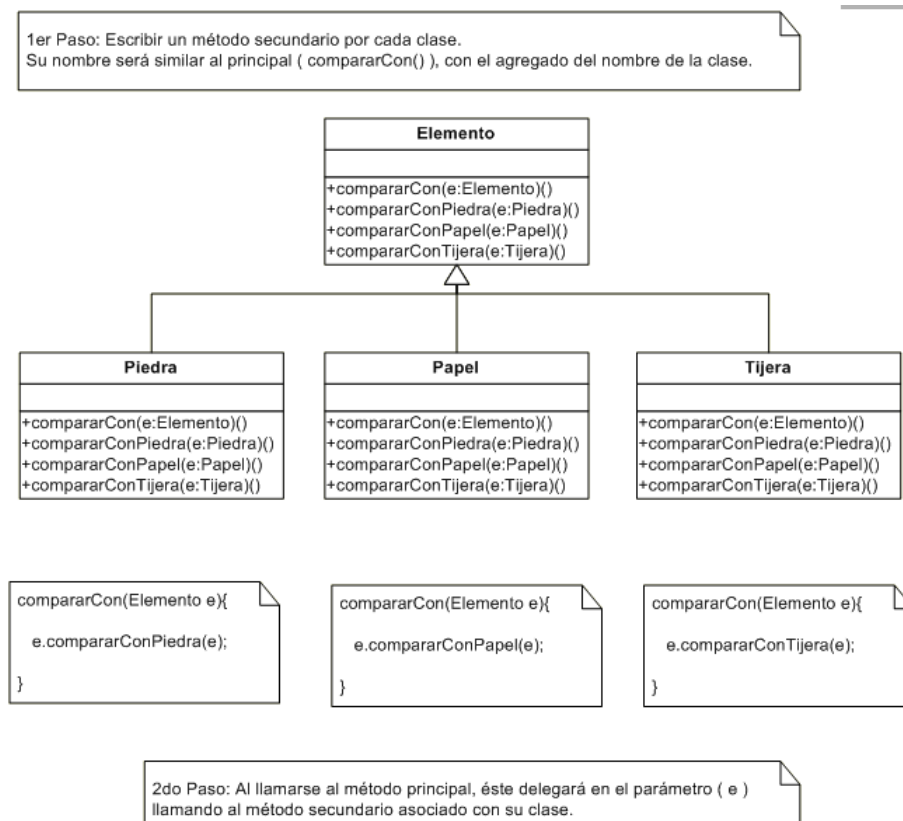 1er Paso: Escribir un método secundario por cada clase.
Su nombre será similar al principal ( compararCon() ), con el agregado del nombre de la clase.
Elemento
+compararCon(e:Elemento)()
+compararConPiedra(e:Piedra)()
+compararConPapel(e:Papel)()
+compararConTijera(e:Tijera)()
Piedra
+compararCon(e:Elemento)()
+compararConPiedra(e:Piedra)()
+compararConPapel(e:Papel)()
+compararConTijera(e:Tijera)()
Papel
+compararCon(e:Elemento)()
+compararConPiedra(e:Piedra)()
+compararConPapel(e:Papel)()
+compararConTijera(e:Tijera)()
Tijera
+compararCon(e:Elemento)()
+compararConPiedra(e:Piedra)()
+compararConPapel(e:Papel)()
+compararConTijera(e:Tijera)()
compararCon(Elemento e){
e.compararConPiedra(e);
}
compararCon(Elemento e){
e.compararConPapel(e);
}
compararCon(Elemento e){
e.compararConTijera(e);
}
2do Paso: Al llamarse al método principal, éste delegará en el parámetro ( e )
llamando al método secundario asociado con su clase.